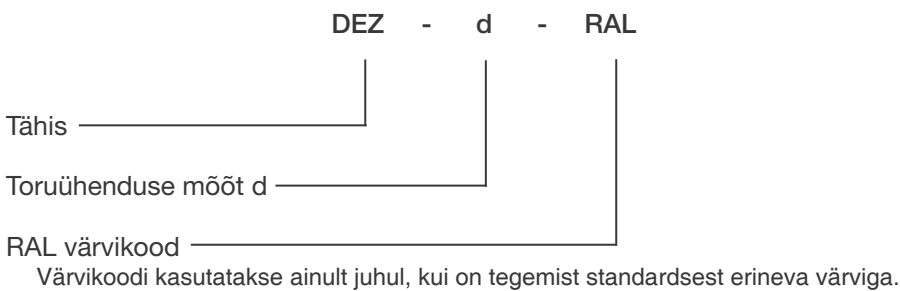 DEZ - d - RAL
Tähis
Toruühenduse mõõt d
RAL värvikood
Värvikoodi kasutatakse ainult juhul, kui on tegemist standardsest erineva värviga.